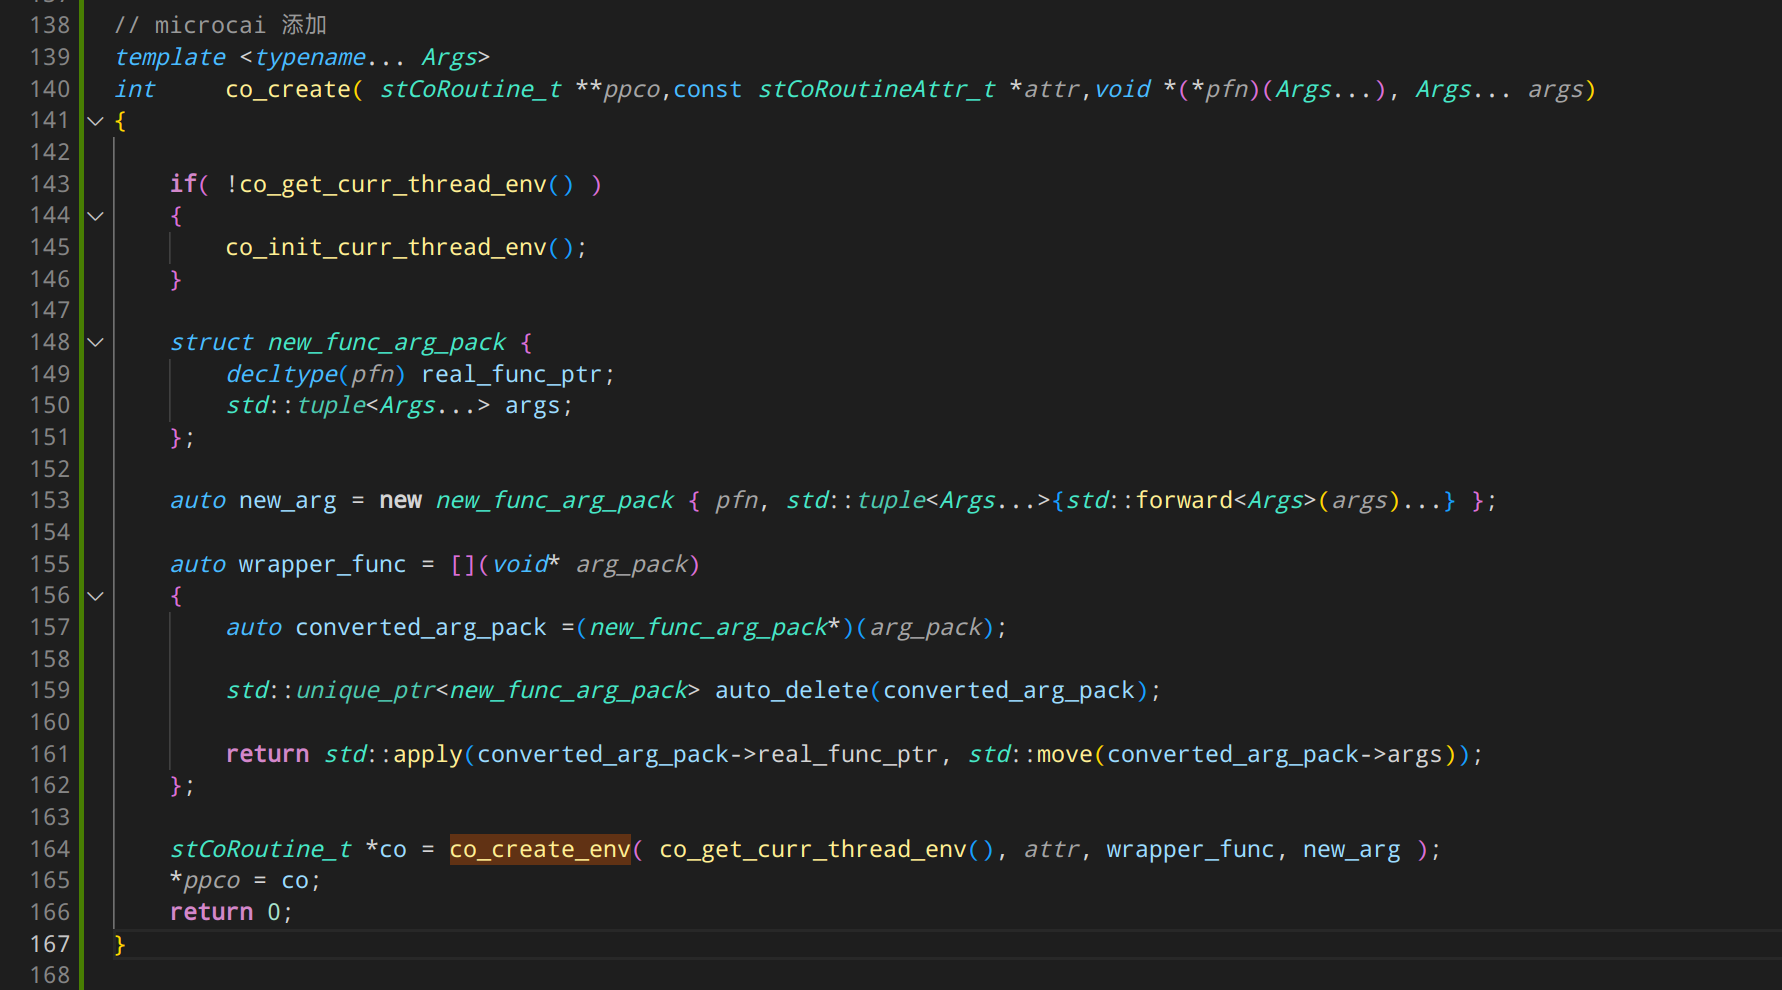 138 // microcai 添加
139 template <typename... Args>
140 int     co_create( stCoRoutine_t **ppco,const stCoRoutineAttr_t *attr,void *(*pfn)(Args...), Args... args)
141 {
142
143     if( !co_get_curr_thread_env() )
144     {
145         co_init_curr_thread_env();
146     }
147
148     struct new_func_arg_pack {
149         decltype(pfn) real_func_ptr;
150         std::tuple<Args...> args;
151     };
152
153     auto new_arg = new new_func_arg_pack { pfn, std::tuple<Args...>{std::forward<Args>(args)...} };
154
155     auto wrapper_func = [](void* arg_pack)
156     {
157         auto converted_arg_pack =(new_func_arg_pack*)(arg_pack);
158
159         std::unique_ptr<new_func_arg_pack> auto_delete(converted_arg_pack);
160
161         return std::apply(converted_arg_pack->real_func_ptr, std::move(converted_arg_pack->args));
162     };
163
164     stCoRoutine_t *co = co_create_env( co_get_curr_thread_env(), attr, wrapper_func, new_arg );
165     *ppco = co;
166     return 0;
167 }
168